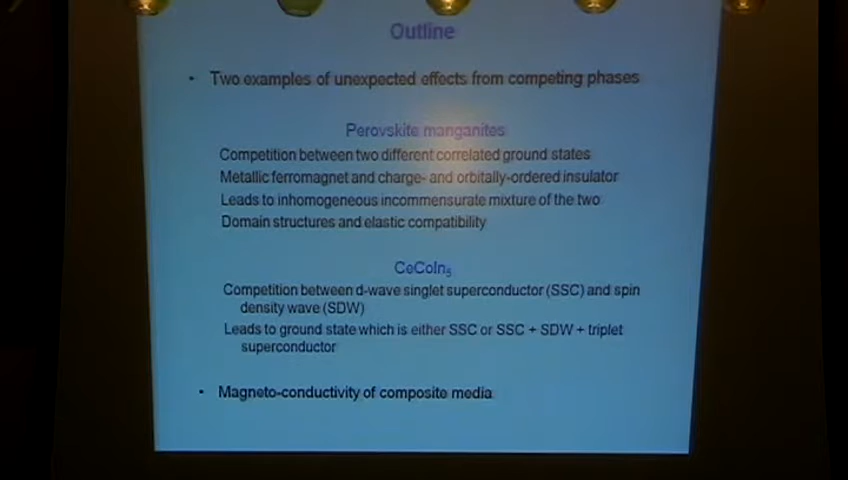 Outline
• Two examples of unexpected effects from competing phases
Perovskite manganites
Competition between two different correlated ground states
Metallic ferromagnet and charge- and orbitally-ordered insulator
Leads to inhomogeneous incommensurate mixture of the two
Domain structures and elastic compatibility
CeCoIn₅
Competition between d-wave singlet superconductor (SSC) and spin
density wave (SDW)
Leads to ground state which is either SSC or SSC + SDW + triplet
superconductor
• Magneto-conductivity of composite media